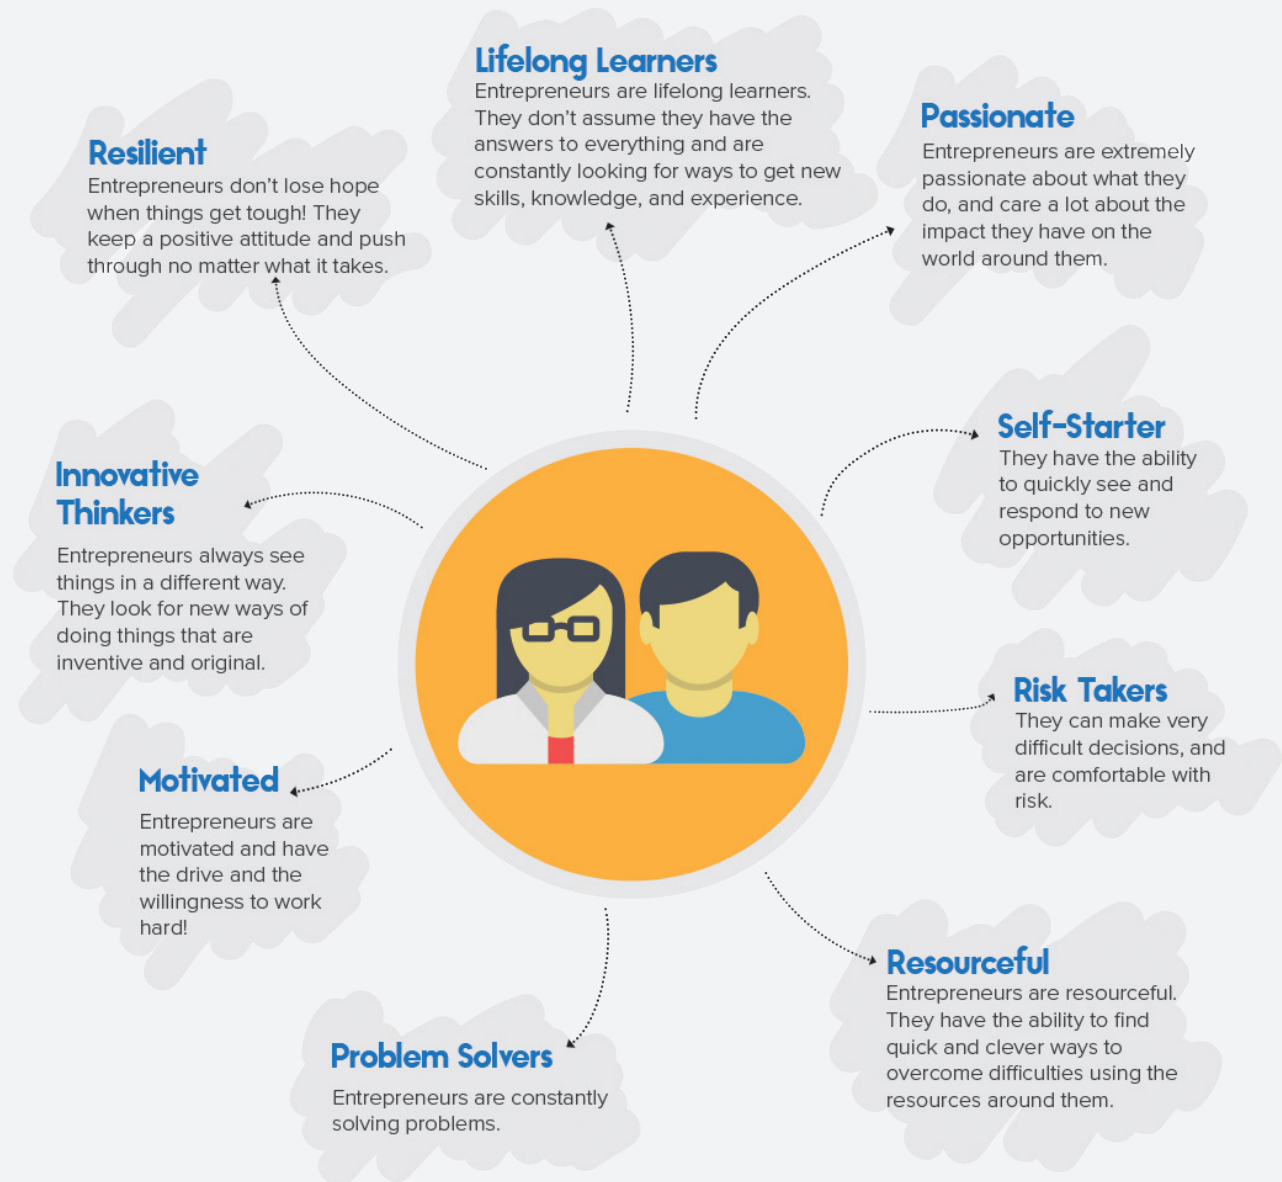 Lifelong Learners
Entrepreneurs are lifelong learners.
They don’t assume they have the
answers to everything and are
constantly looking for ways to get new
skills, knowledge, and experience.
Passionate
Entrepreneurs are extremely
passionate about what they
do, and care a lot about the
impact they have on the
world around them.
Resilient
Entrepreneurs don’t lose hope
when things get tough! They
keep a positive attitude and push
through no matter what it takes.
Self-Starter
They have the ability
to quickly see and
respond to new
opportunities.
Innovative
Thinkers
Entrepreneurs always see
things in a different way.
They look for new ways of
doing things that are
inventive and original.
Risk Takers
They can make very
difficult decisions, and
are comfortable with
risk.
Motivated
Entrepreneurs are
motivated and have
the drive and the
willingness to work
hard!
Resourceful
Entrepreneurs are resourceful.
They have the ability to find
quick and clever ways to
overcome difficulties using the
resources around them.
Problem Solvers
Entrepreneurs are constantly
solving problems.